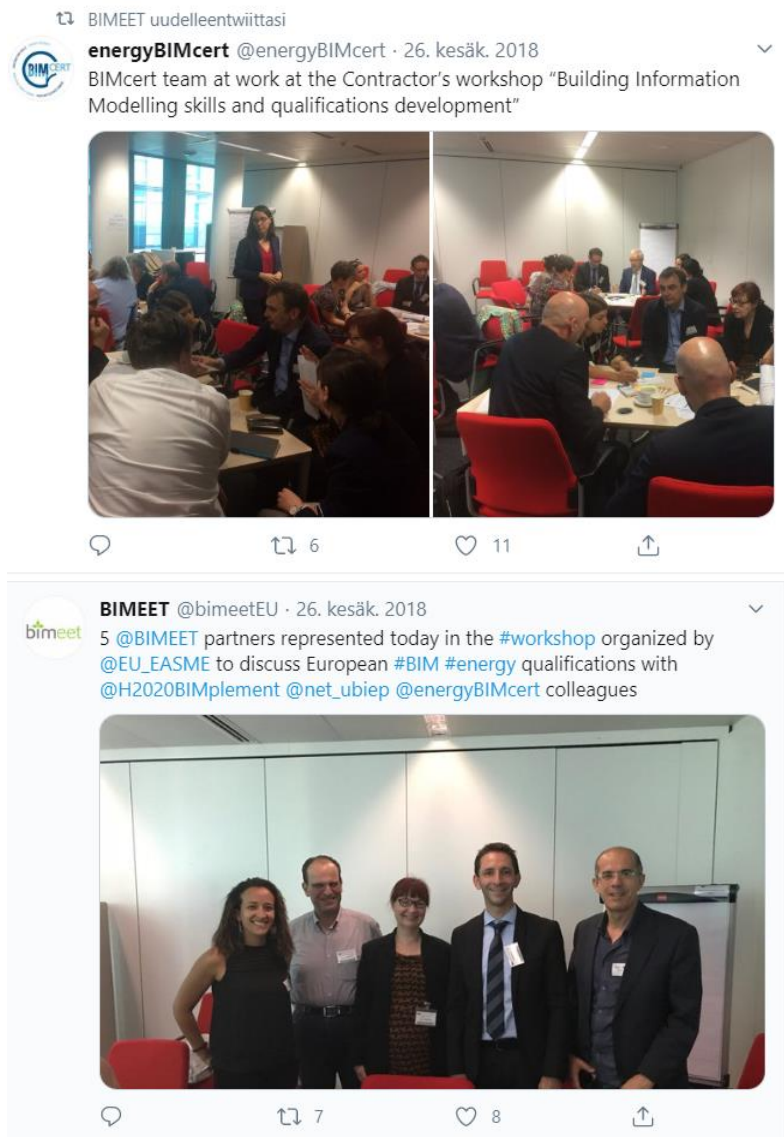 BIMEET uudelleentwiittasi
energyBIMcert @energyBIMcert · 26. kesäk. 2018
BIMCERT
BIMcert team at work at the Contractor's workshop “Building Information
Modelling skills and qualifications development”
6
11
BIMEET @bimeetEU · 26. kesäk. 2018
bimeet
5 @BIMEET partners represented today in the #workshop organized by
@EU_EASME to discuss European #BIM #energy qualifications with
@H2020BIMplement @net_ubiep @energyBIMcert colleagues
7
8